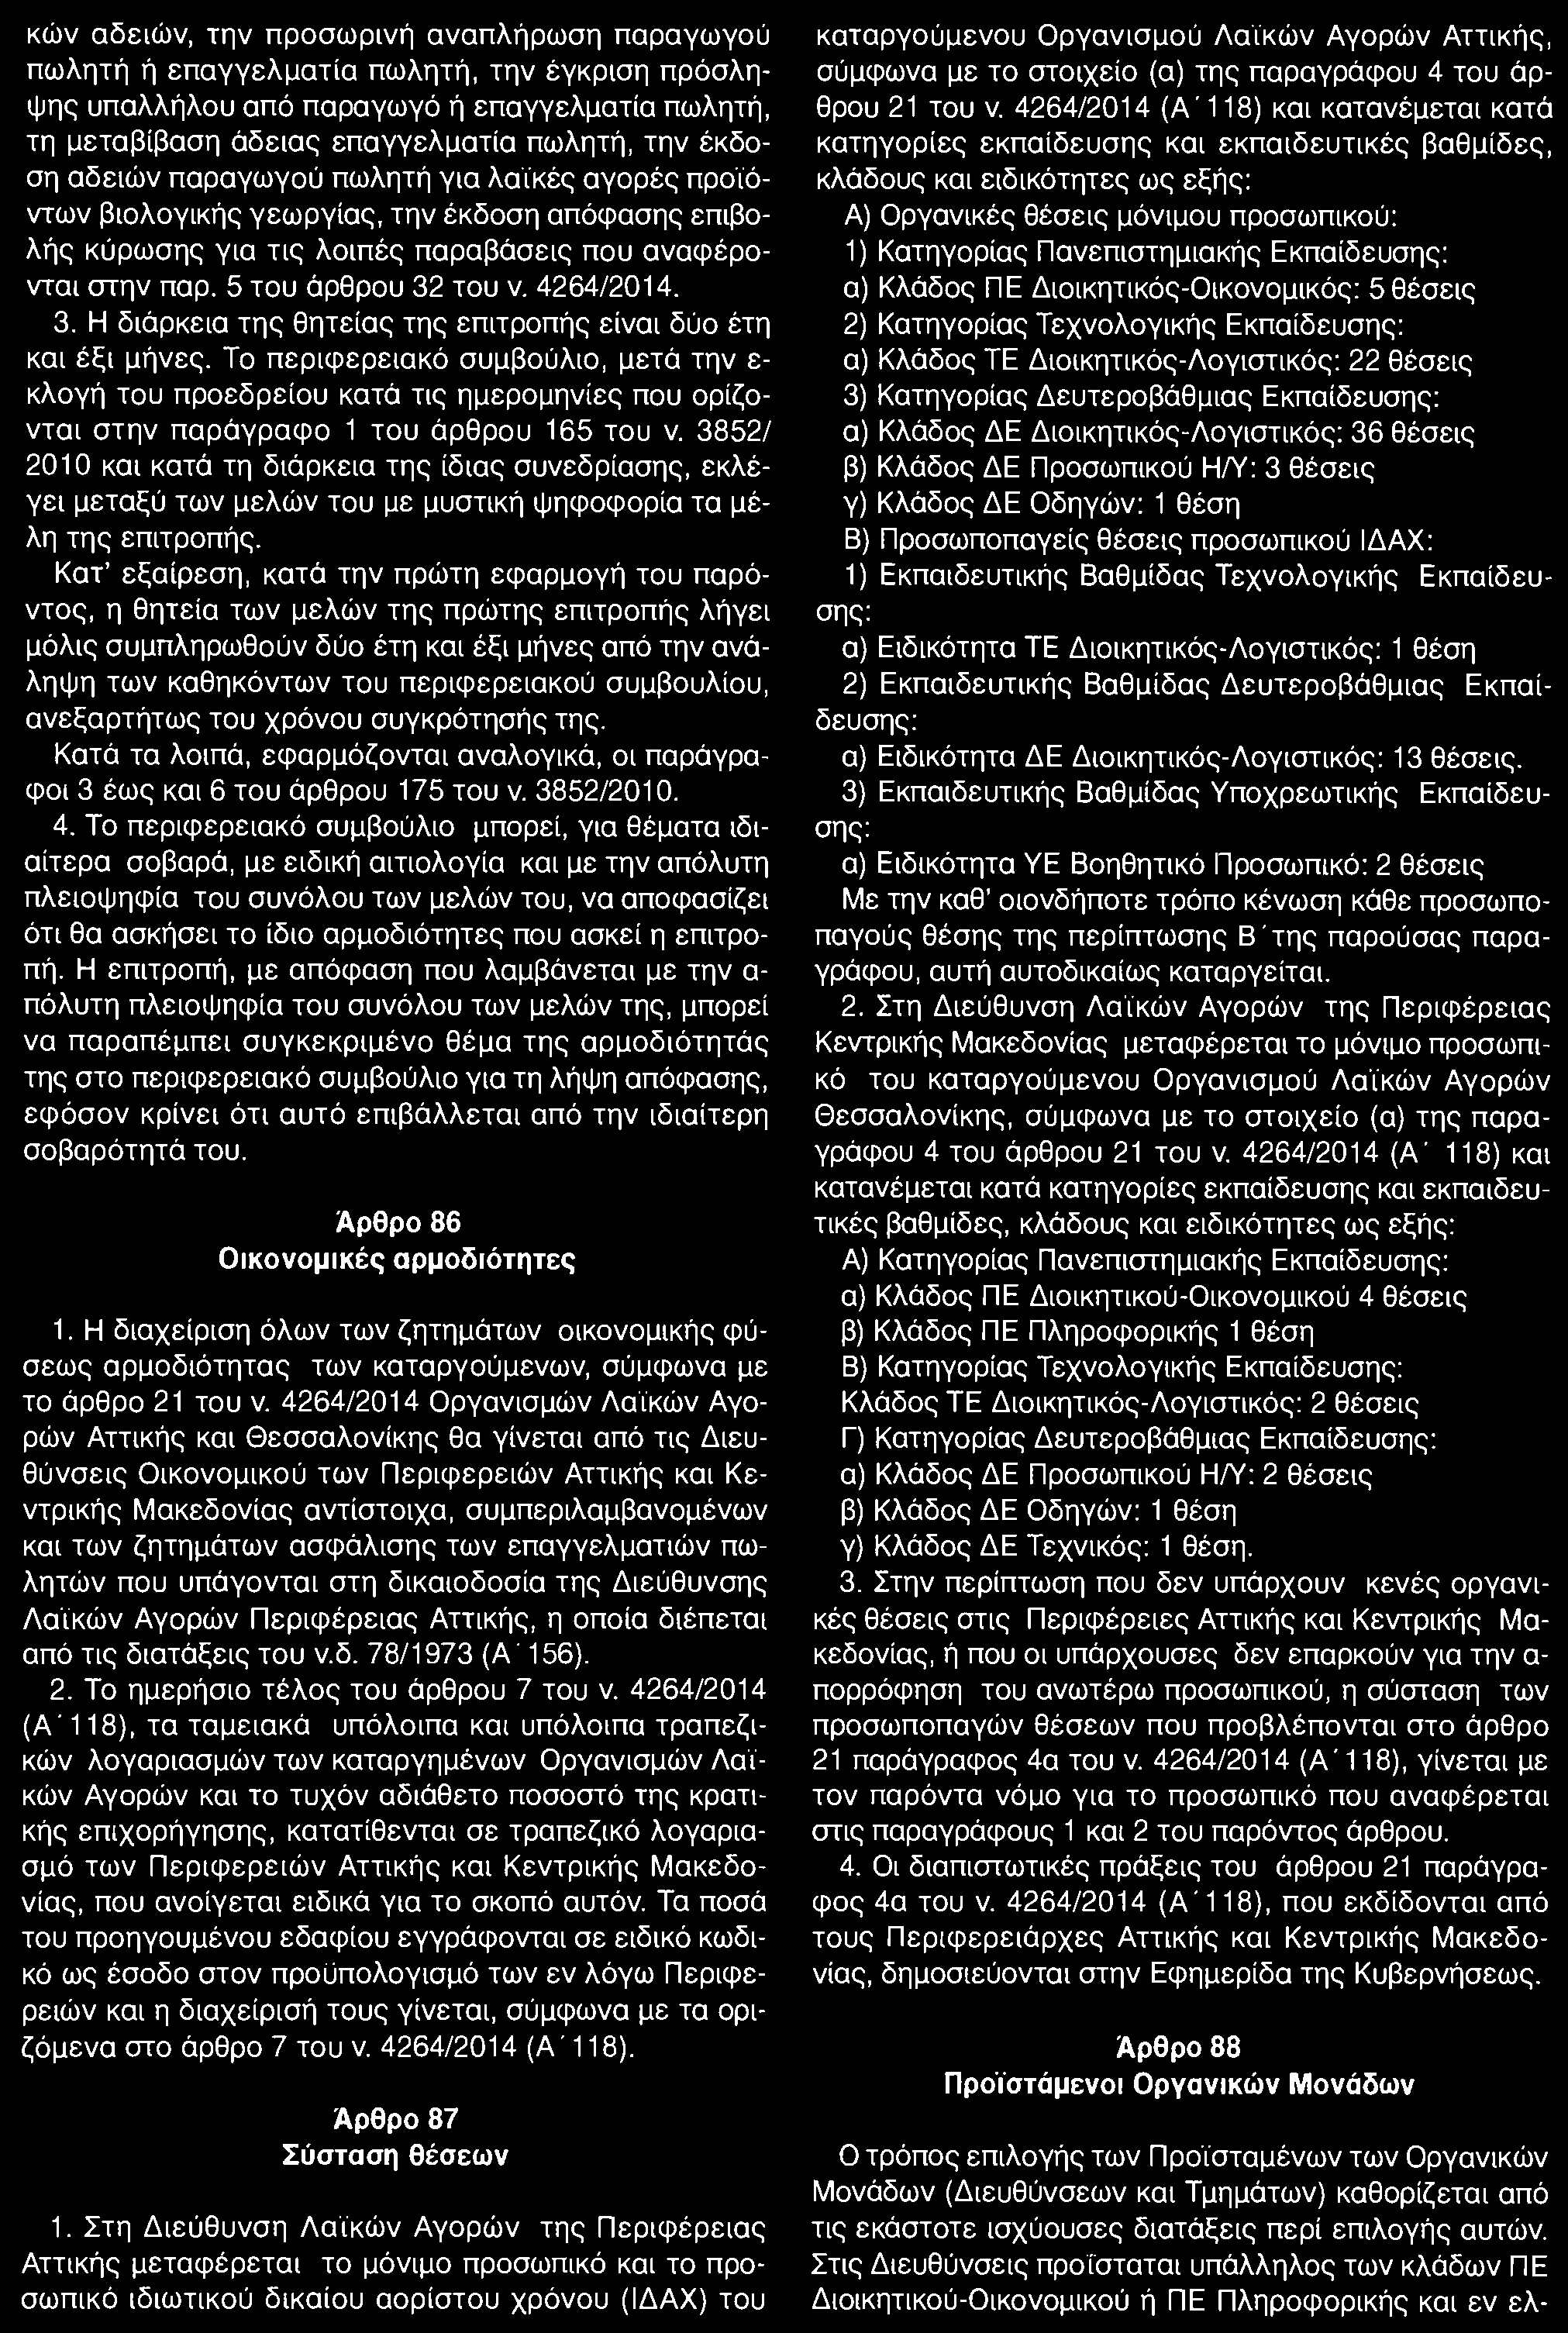 κών αδειών, την προσωρινή αναπλήρωση παραγωγού
πωλητή ή επαγγελματία πωλητή, την έγκριση πρόσλη-
ψης υπαλλήλου από παραγωγό ή επαγγελματία πωλητή,
τη μεταβίβαση άδειας επαγγελματία πωλητή, την έκδο-
ση αδειών παραγωγού πωλητή για λαϊκές αγορές προϊό-
ντων βιολογικής γεωργίας, την έκδοση απόφασης επιβο-
λής κύρωσης για τις λοιπές παραβάσεις που αναφέρο-
νται στην παρ. 5 του άρθρου 32 του ν. 4264/2014.
3. Η διάρκεια της θητείας της επιτροπής είναι δύο έτη
και έξι μήνες. Το περιφερειακό συμβούλιο, μετά την ε-
κλογή του προεδρείου κατά τις ημερομηνίες που ορίζο-
νται στην παράγραφο 1 του άρθρου 165 του ν. 3852/
2010 και κατά τη διάρκεια της ίδιας συνεδρίασης, εκλέ-
γει μεταξύ των μελών του με μυστική ψηφοφορία τα μέ-
λη της επιτροπής.
Κατ’ εξαίρεση, κατά την πρώτη εφαρμογή του παρό-
ντος, η θητεία των μελών της πρώτης επιτροπής λήγει
μόλις συμπληρωθούν δύο έτη και έξι μήνες από την ανά-
ληψη των καθηκόντων του περιφερειακού συμβουλίου,
ανεξαρτήτως του χρόνου συγκρότησής της.
Κατά τα λοιπά, εφαρμόζονται αναλογικά, οι παράγρα-
φοι 3 έως και 6 του άρθρου 175 του ν. 3852/2010.
4. Το περιφερειακό συμβούλιο μπορεί, για θέματα ιδι-
αίτερα σοβαρά, με ειδική αιτιολογία και με την απόλυτη
πλειοψηφία του συνόλου των μελών του, να αποφασίζει
ότι θα ασκήσει το ίδιο αρμοδιότητες που ασκεί η επιτρο-
πή. Η επιτροπή, με απόφαση που λαμβάνεται με την α-
πόλυτη πλειοψηφία του συνόλου των μελών της, μπορεί
να παραπέμπει συγκεκριμένο θέμα της αρμοδιότητάς
της στο περιφερειακό συμβούλιο για τη λήψη απόφασης,
εφόσον κρίνει ότι αυτό επιβάλλεται από την ιδιαίτερη
σοβαρότητά του.
Άρθρο 86
Οικονομικές αρμοδιότητες
1. Η διαχείριση όλων των ζητημάτων οικονομικής φύ-
σεως αρμοδιότητας των καταργούμενων, σύμφωνα με
το άρθρο 21 του ν. 4264/2014 Οργανισμών Λαϊκών Αγο-
ρών Αττικής και Θεσσαλονίκης θα γίνεται από τις Διευ-
θύνσεις Οικονομικού των Περιφερειών Αττικής και Κε-
ντρικής Μακεδονίας αντίστοιχα, συμπεριλαμβανομένων
και των ζητημάτων ασφάλισης των επαγγελματιών πω-
λητών που υπάγονται στη δικαιοδοσία της Διεύθυνσης
Λαϊκών Αγορών Περιφέρειας Αττικής, η οποία διέπεται
από τις διατάξεις του ν.δ. 78/1973 (Α΄156).
2. Το ημερήσιο τέλος του άρθρου 7 του ν. 4264/2014
(Α΄118), τα ταμειακά υπόλοιπα και υπόλοιπα τραπεζι-
κών λογαριασμών των καταργημένων Οργανισμών Λαϊ-
κών Αγορών και το τυχόν αδιάθετο ποσοστό της κρατι-
κής επιχορήγησης, κατατίθενται σε τραπεζικό λογαρια-
σμό των Περιφερειών Αττικής και Κεντρικής Μακεδο-
νίας, που ανοίγεται ειδικά για το σκοπό αυτόν. Τα ποσά
του προηγουμένου εδαφίου εγγράφονται σε ειδικό κωδι-
κό ως έσοδο στον προϋπολογισμό των εν λόγω Περιφε-
ρειών και η διαχείρισή τους γίνεται, σύμφωνα με τα ορι-
ζόμενα στο άρθρο 7 του ν. 4264/2014 (Α΄118).
Άρθρο 87
Σύσταση θέσεων
1. Στη Διεύθυνση Λαϊκών Αγορών της Περιφέρειας
Αττικής μεταφέρεται το μόνιμο προσωπικό και το προ-
σωπικό ιδιωτικού δικαίου αορίστου χρόνου (ΙΔΑΧ) του
καταργούμενου Οργανισμού Λαϊκών Αγορών Αττικής,
σύμφωνα με το στοιχείο (α) της παραγράφου 4 του άρ-
θρου 21 του ν. 4264/2014 (Α΄118) και κατανέμεται κατά
κατηγορίες εκπαίδευσης και εκπαιδευτικές βαθμίδες,
κλάδους και ειδικότητες ως εξής:
Α) Οργανικές θέσεις μόνιμου προσωπικού:
1) Κατηγορίας Πανεπιστημιακής Εκπαίδευσης:
α) Κλάδος ΠΕ Διοικητικός-Οικονομικός: 5 θέσεις
2) Κατηγορίας Τεχνολογικής Εκπαίδευσης:
α) Κλάδος ΤΕ Διοικητικός-Λογιστικός: 22 θέσεις
3) Κατηγορίας Δευτεροβάθμιας Εκπαίδευσης:
α) Κλάδος ΔΕ Διοικητικός-Λογιστικός: 36 θέσεις
β) Κλάδος ΔΕ Προσωπικού Η/Υ: 3 θέσεις
γ) Κλάδος ΔΕ Οδηγών: 1 θέση
Β) Προσωποπαγείς θέσεις προσωπικού ΙΔΑΧ:
1) Εκπαιδευτικής Βαθμίδας Τεχνολογικής Εκπαίδευ-
σης:
α) Ειδικότητα ΤΕ Διοικητικός-Λογιστικός: 1 θέση
2) Εκπαιδευτικής Βαθμίδας Δευτεροβάθμιας Εκπαί-
δευσης:
α) Ειδικότητα ΔΕ Διοικητικός-Λογιστικός: 13 θέσεις.
3) Εκπαιδευτικής Βαθμίδας Υποχρεωτικής Εκπαίδευ-
σης:
α) Ειδικότητα ΥΕ Βοηθητικό Προσωπικό: 2 θέσεις
Με την καθ’ οιονδήποτε τρόπο κένωση κάθε προσωπο-
παγούς θέσης της περίπτωσης Β΄της παρούσας παρα-
γράφου, αυτή αυτοδικαίως καταργείται.
2. Στη Διεύθυνση Λαϊκών Αγορών της Περιφέρειας
Κεντρικής Μακεδονίας μεταφέρεται το μόνιμο προσωπι-
κό του καταργούμενου Οργανισμού Λαϊκών Αγορών
Θεσσαλονίκης, σύμφωνα με το στοιχείο (α) της παρα-
γράφου 4 του άρθρου 21 του ν. 4264/2014 (Α΄ 118) και
κατανέμεται κατά κατηγορίες εκπαίδευσης και εκπαιδευ-
τικές βαθμίδες, κλάδους και ειδικότητες ως εξής:
Α) Κατηγορίας Πανεπιστημιακής Εκπαίδευσης:
α) Κλάδος ΠΕ Διοικητικού-Οικονομικού 4 θέσεις
β) Κλάδος ΠΕ Πληροφορικής 1 θέση
Β) Κατηγορίας Τεχνολογικής Εκπαίδευσης:
Κλάδος ΤΕ Διοικητικός-Λογιστικός: 2 θέσεις
Γ) Κατηγορίας Δευτεροβάθμιας Εκπαίδευσης:
α) Κλάδος ΔΕ Προσωπικού Η/Υ: 2 θέσεις
β) Κλάδος ΔΕ Οδηγών: 1 θέση
γ) Κλάδος ΔΕ Τεχνικός: 1 θέση.
3. Στην περίπτωση που δεν υπάρχουν κενές οργανι-
κές θέσεις στις Περιφέρειες Αττικής και Κεντρικής Μα-
κεδονίας, ή που οι υπάρχουσες δεν επαρκούν για την α-
πορρόφηση του ανωτέρω προσωπικού, η σύσταση των
προσωποπαγών θέσεων που προβλέπονται στο άρθρο
21 παράγραφος 4α του ν. 4264/2014 (Α΄118), γίνεται με
τον παρόντα νόμο για το προσωπικό που αναφέρεται
στις παραγράφους 1 και 2 του παρόντος άρθρου.
4. Οι διαπιστωτικές πράξεις του άρθρου 21 παράγρα-
φος 4α του ν. 4264/2014 (Α΄118), που εκδίδονται από
τους Περιφερειάρχες Αττικής και Κεντρικής Μακεδο-
νίας, δημοσιεύονται στην Εφημερίδα της Κυβερνήσεως.
Άρθρο 88
Προϊστάμενοι Οργανικών Μονάδων
Ο τρόπος επιλογής των Προϊσταμένων των Οργανικών
Μονάδων (Διευθύνσεων και Τμημάτων) καθορίζεται από
τις εκάστοτε ισχύουσες διατάξεις περί επιλογής αυτών.
Στις Διευθύνσεις προΐσταται υπάλληλος των κλάδων ΠΕ
Διοικητικού-Οικονομικού ή ΠΕ Πληροφορικής και εν ελ-